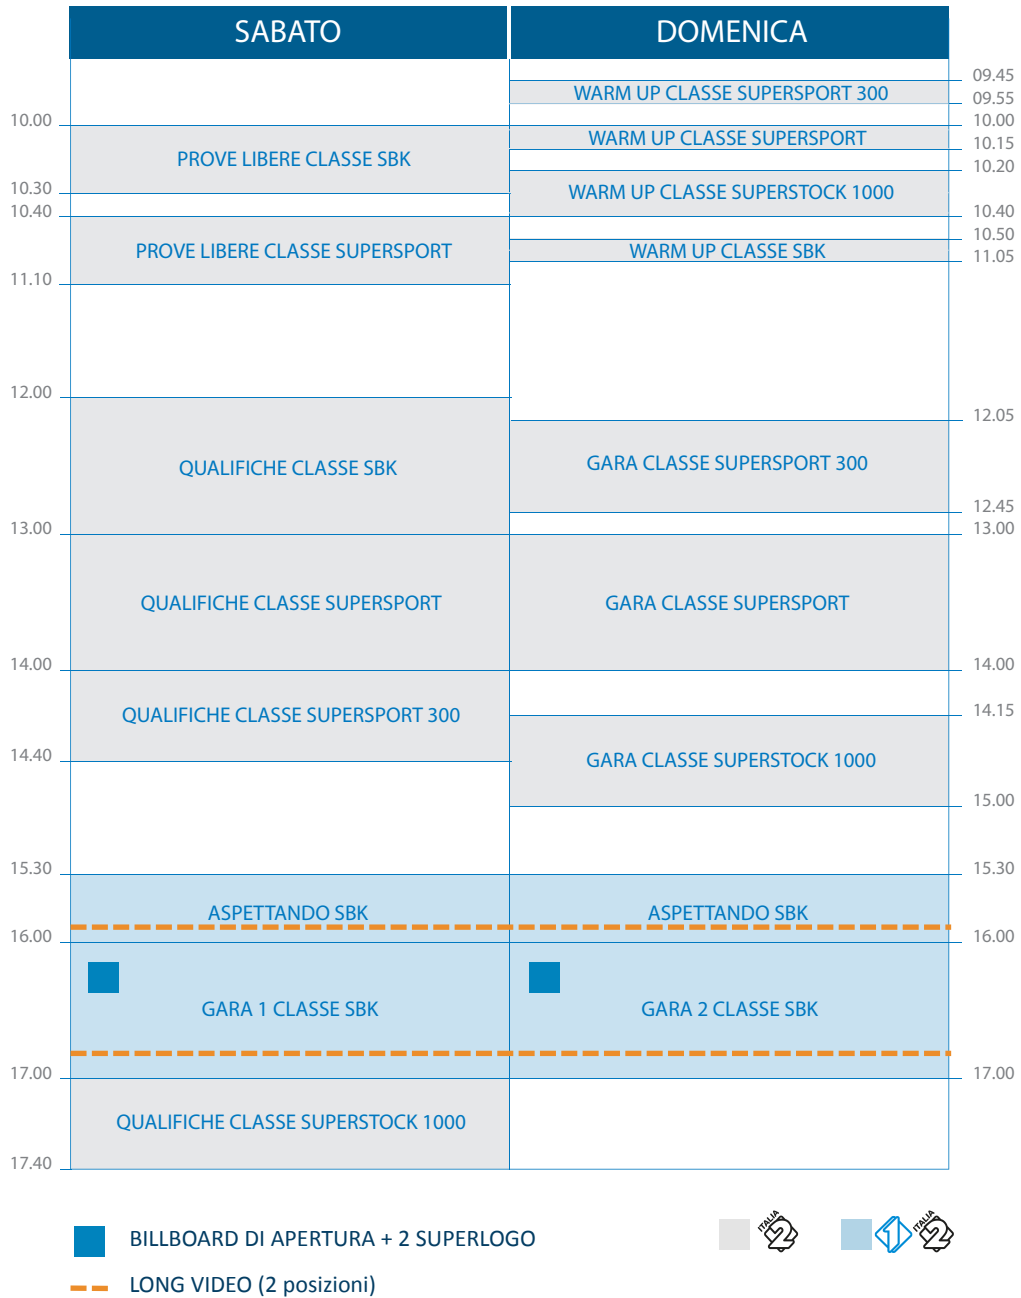 SABATO
DOMENICA
09.45
WARM UP CLASSE SUPERSPORT 300
09.55
10.00
10.00
WARM UP CLASSE SUPERSPORT
10.15
PROVE LIBERE CLASSE SBK
10.20
10.30
WARM UP CLASSE SUPERSTOCK 1000
10.40
10.40
10.50
PROVE LIBERE CLASSE SUPERSPORT
WARM UP CLASSE SBK
11.05
11.10
12.00
12.05
QUALIFICHE CLASSE SBK
GARA CLASSE SUPERSPORT 300
12.45
13.00
13.00
QUALIFICHE CLASSE SUPERSPORT
GARA CLASSE SUPERSPORT
14.00
14.00
14.15
QUALIFICHE CLASSE SUPERSPORT 300
14.40
GARA CLASSE SUPERSTOCK 1000
15.00
15.30
15.30
ASPETTANDO SBK
ASPETTANDO SBK
16.00
16.00
GARA 1 CLASSE SBK
GARA 2 CLASSE SBK
17.00
17.00
QUALIFICHE CLASSE SUPERSTOCK 1000
17.40
BILLBOARD DI APERTURA + 2 SUPERLOGO
ITALIA 2
1
ITALIA 2
LONG VIDEO (2 posizioni)